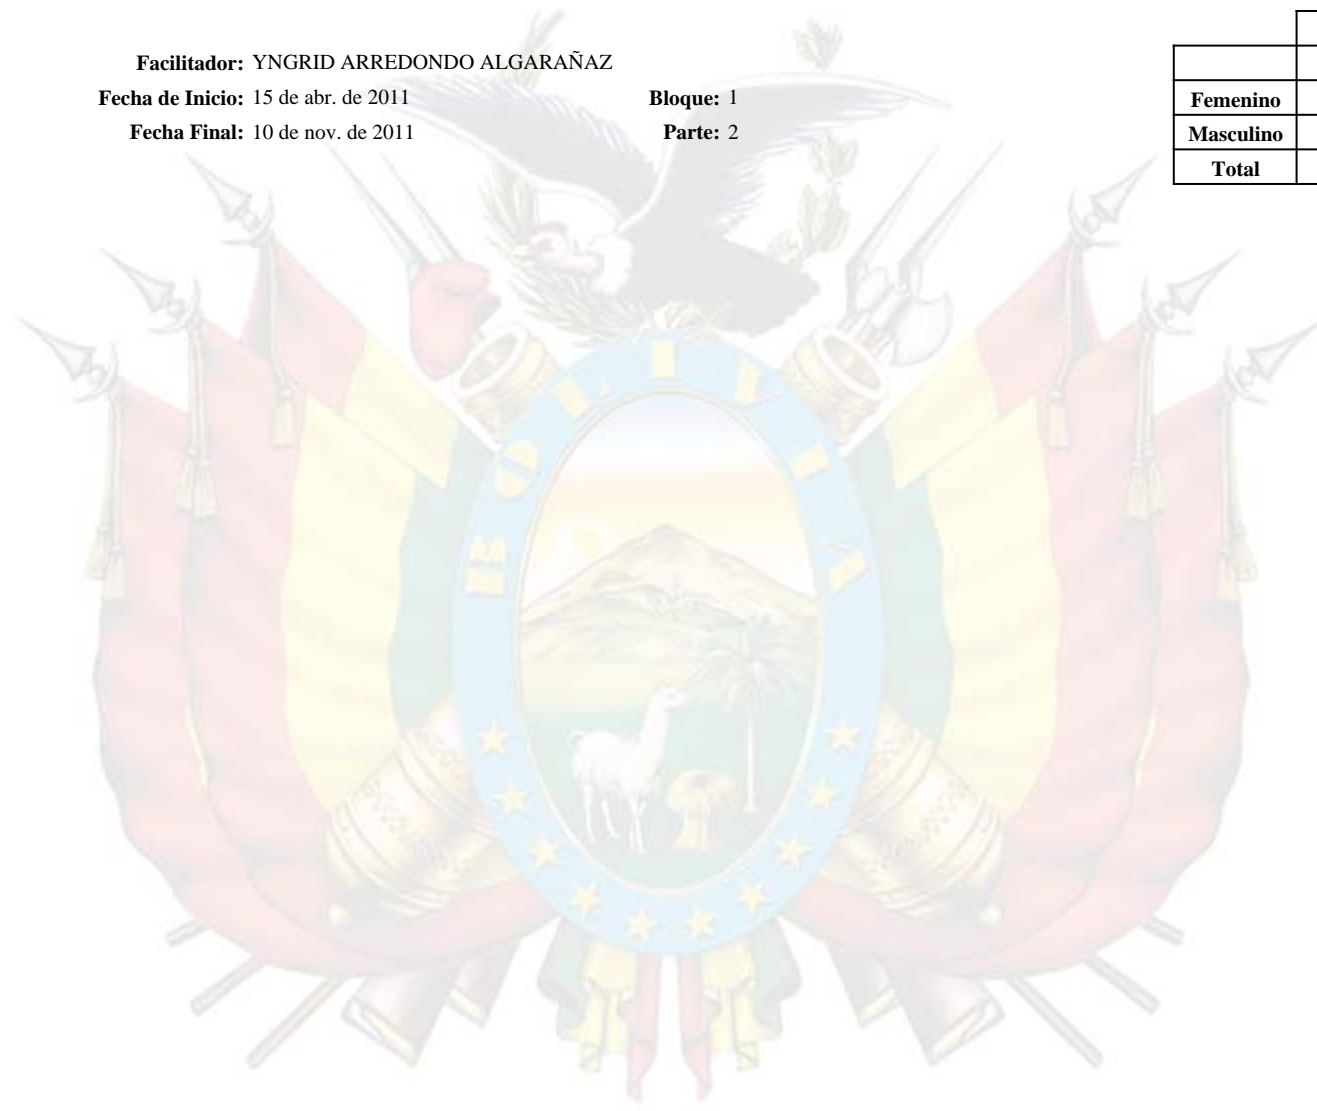 Facilitador: YNGRID ARREDONDO ALGARAÑAZ
Fecha de Inicio: 15 de abr. de 2011 Bloque: 1
Fecha Final: 10 de nov. de 2011 Parte: 2
Femenino
Masculino
Total
BOLIVIA